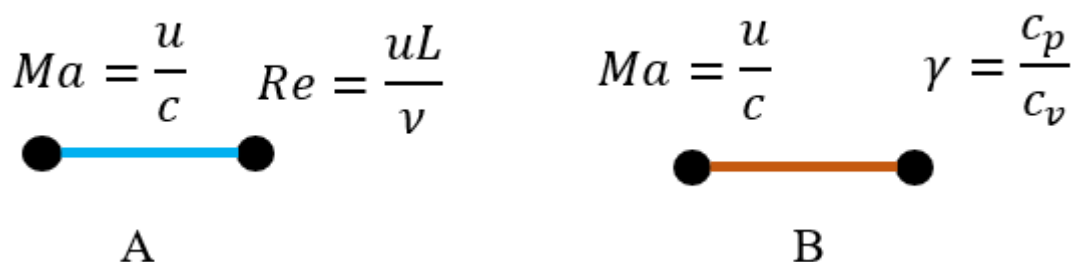 Ma = u/c Re = uL/ν
Ma = u/c γ = c_p/c_v
A
B